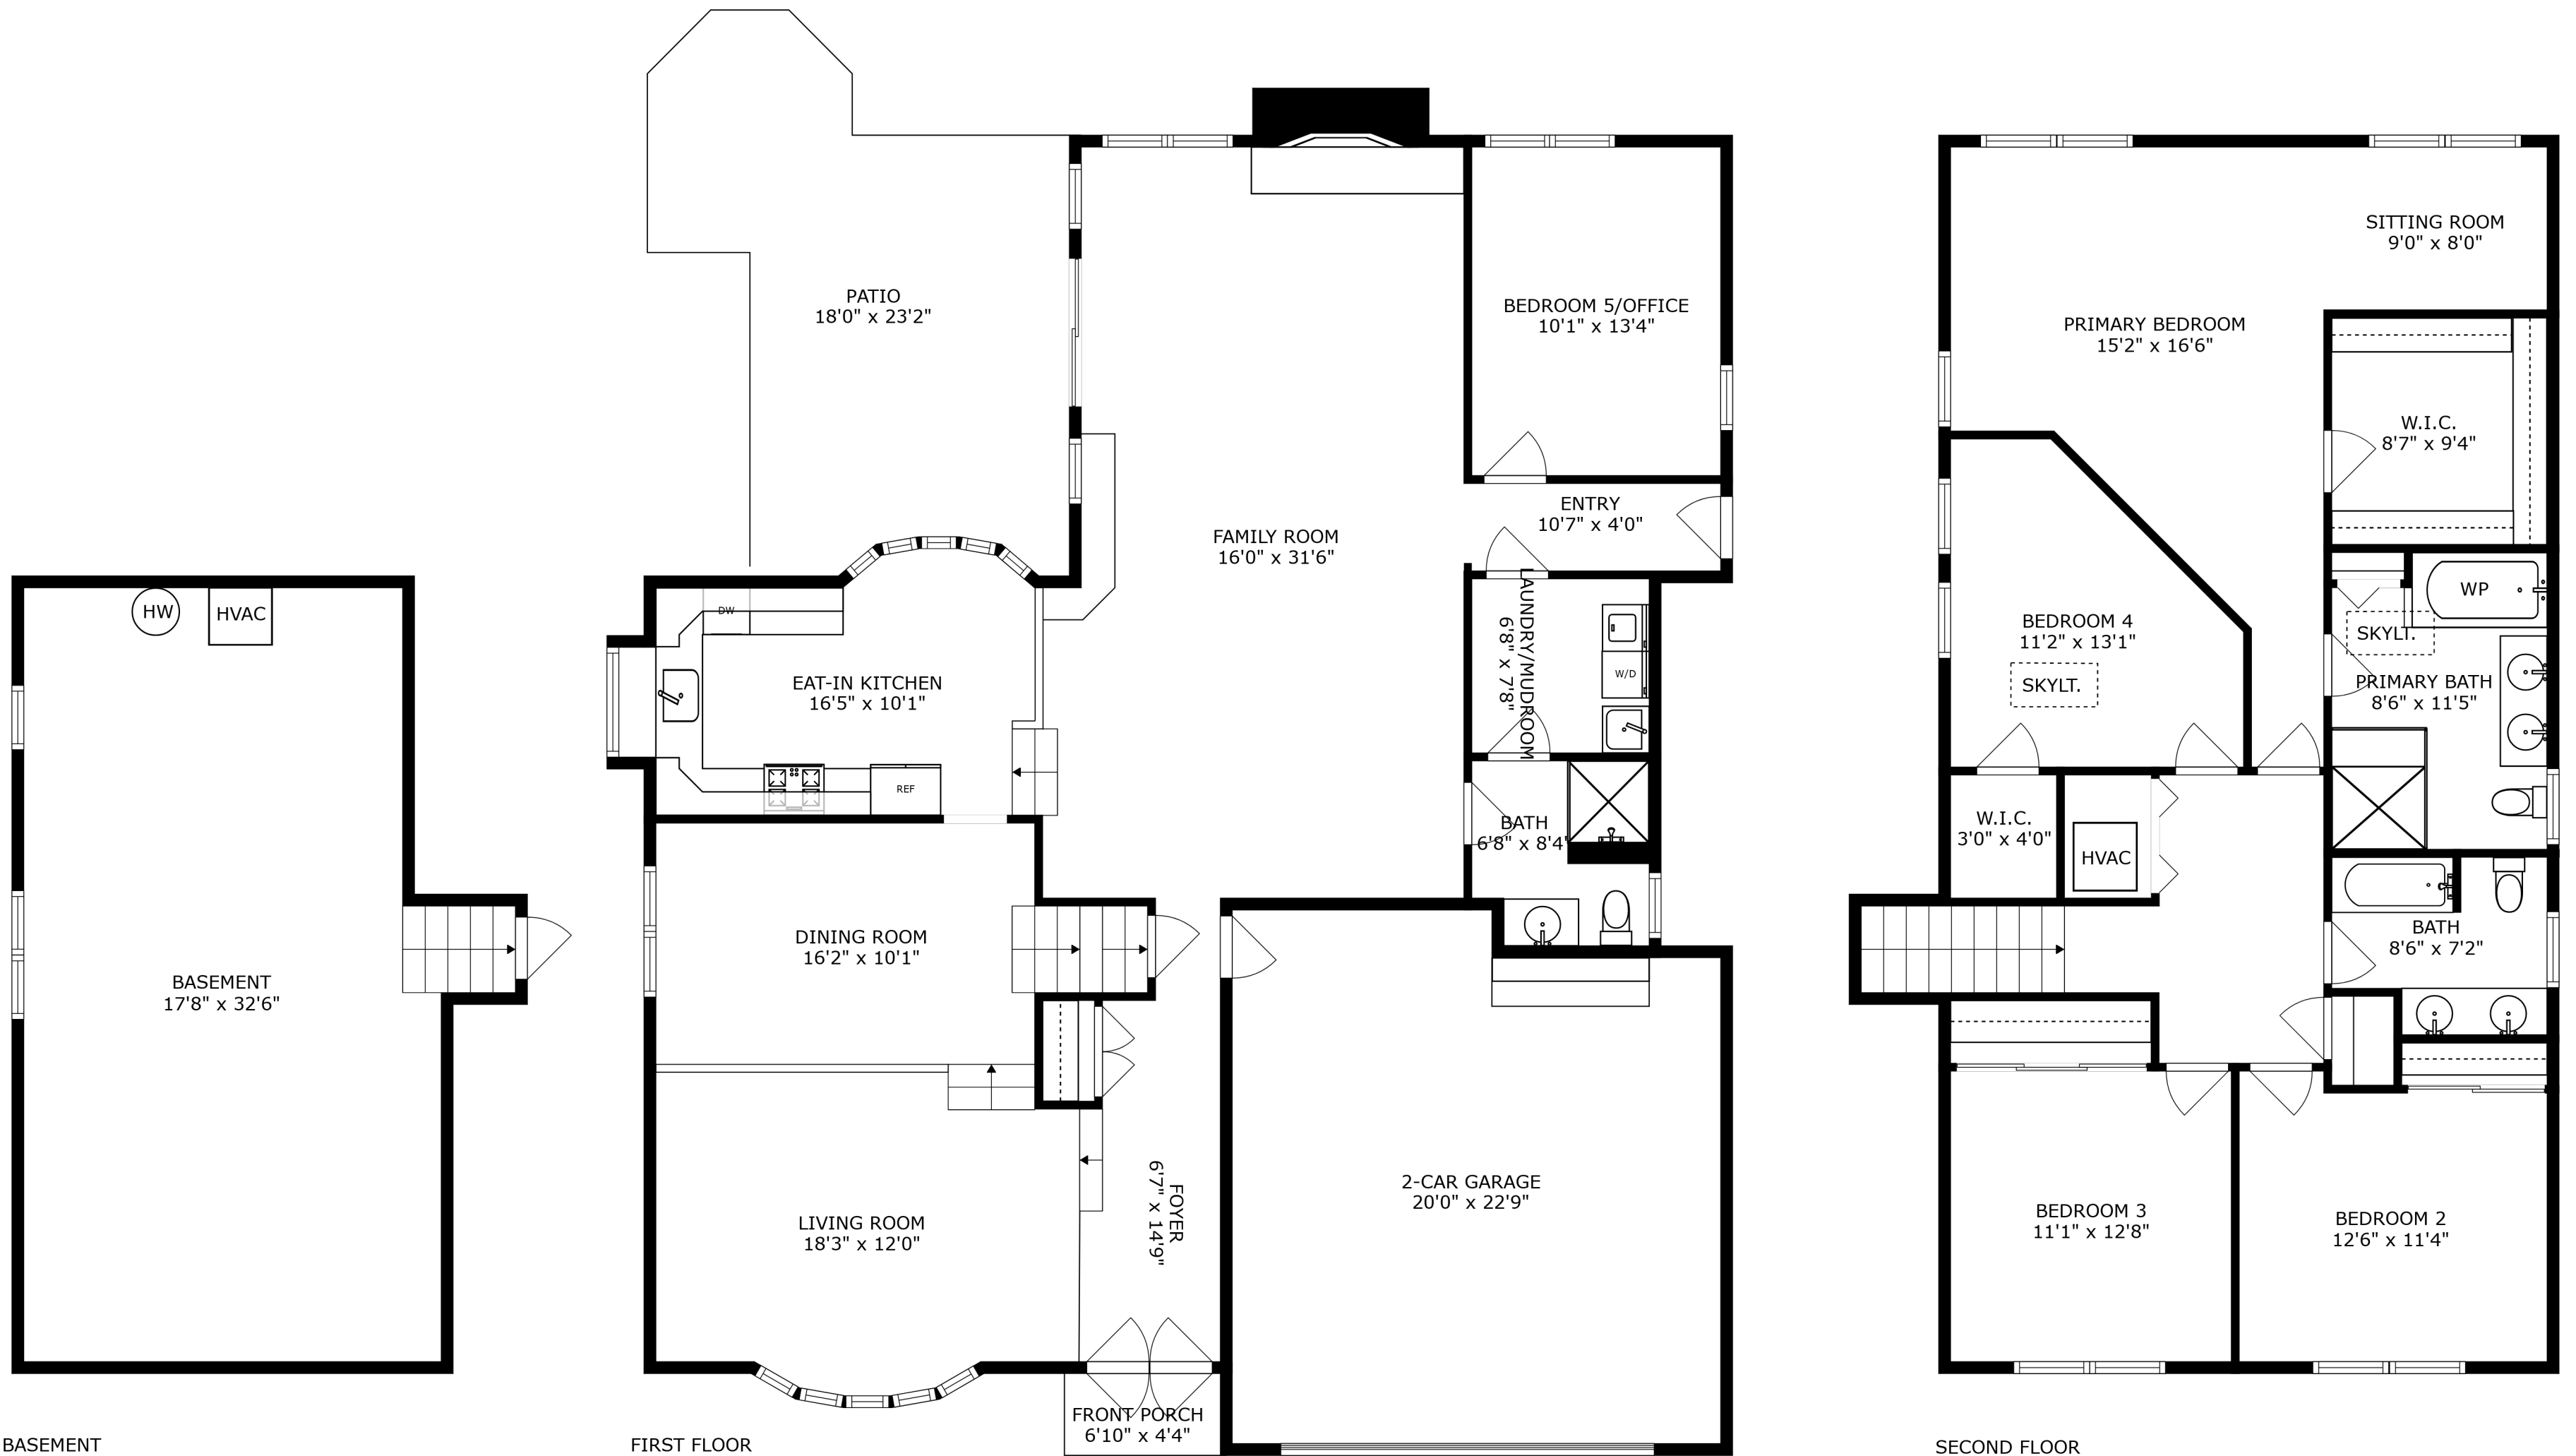 HW
HVAC
BASEMENT
17'8" x 32'6"
BASEMENT
PATIO
18'0" x 23'2"
BEDROOM 5/OFFICE
10'1" x 13'4"
ENTRY
10'7" x 4'0"
FAMILY ROOM
16'0" x 31'6"
DW
EAT-IN KITCHEN
16'5" x 10'1"
REF
LAUNDRY/MUDROOM
6'8" x 7'8"
W/D
BATH
6'8" x 8'4"
DINING ROOM
16'2" x 10'1"
LIVING ROOM
18'3" x 12'0"
FOYER
6'7" x 14'9"
2-CAR GARAGE
20'0" x 22'9"
FRONT PORCH
6'10" x 4'4"
FIRST FLOOR
SITTING ROOM
9'0" x 8'0"
PRIMARY BEDROOM
15'2" x 16'6"
W.I.C.
8'7" x 9'4"
WP
SKYLT.
PRIMARY BATH
8'6" x 11'5"
BEDROOM 4
11'2" x 13'1"
SKYLT.
W.I.C.
3'0" x 4'0"
HVAC
BATH
8'6" x 7'2"
BEDROOM 3
11'1" x 12'8"
BEDROOM 2
12'6" x 11'4"
SECOND FLOOR